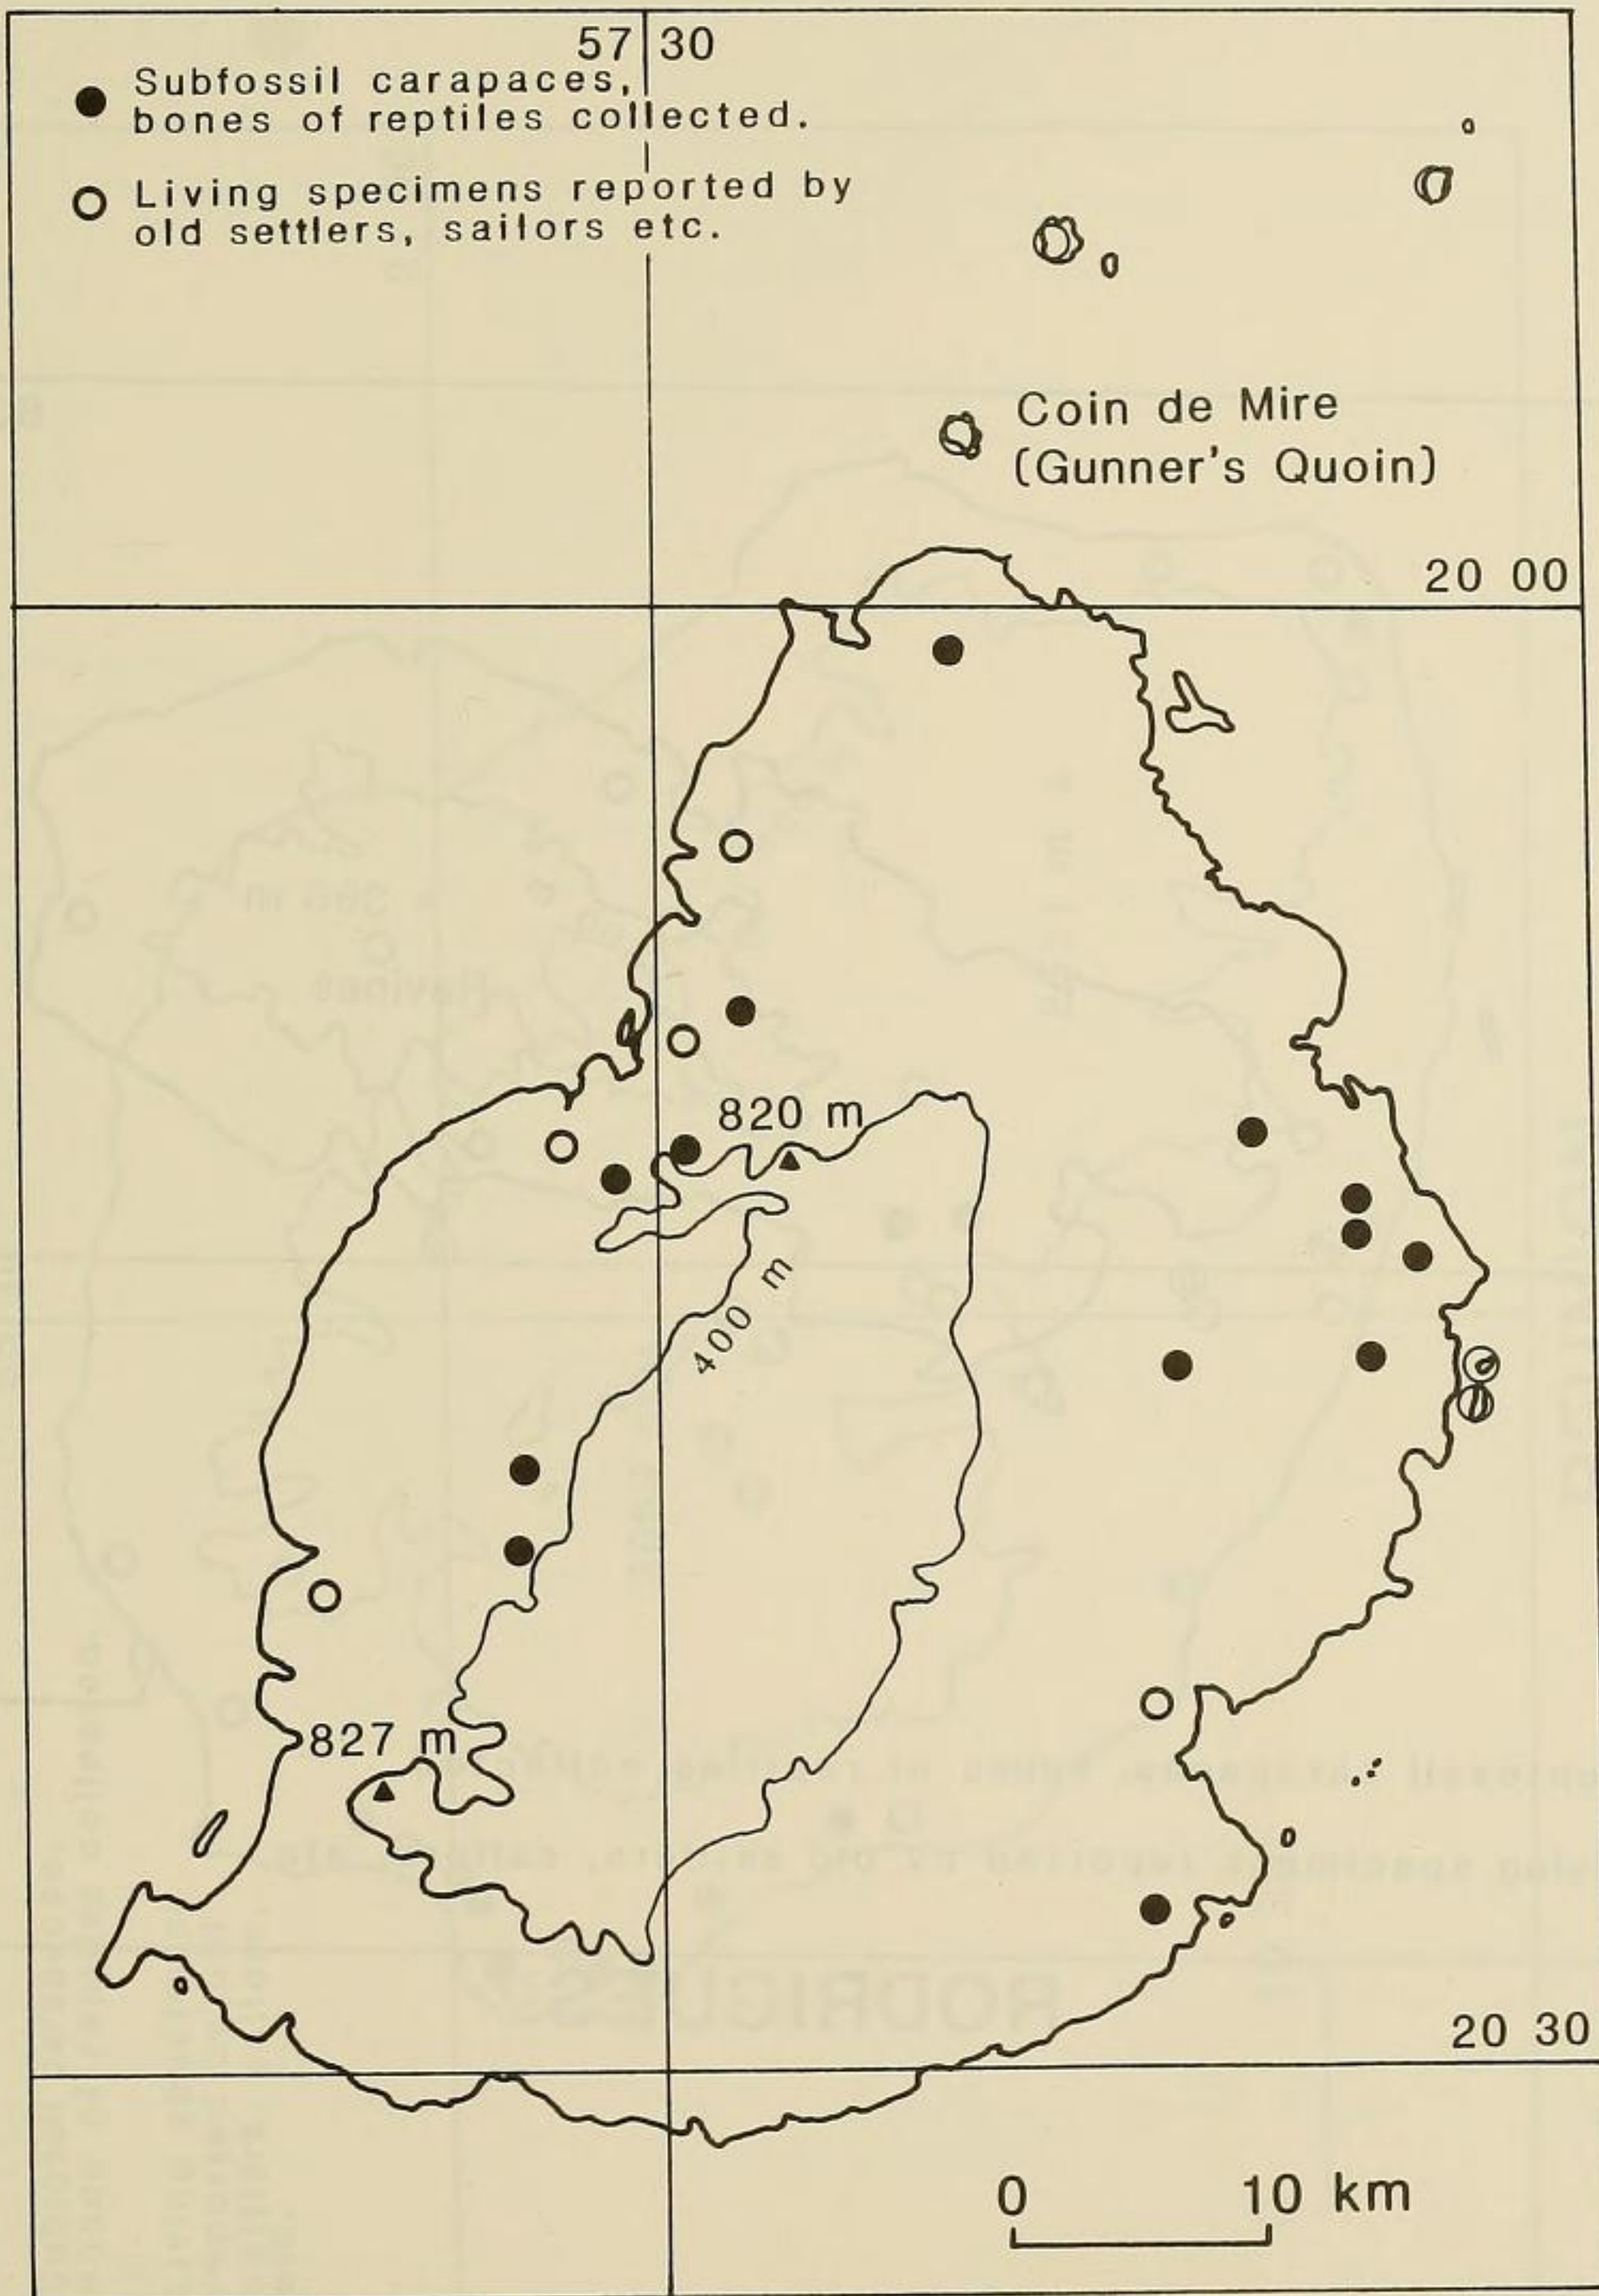 57 30
Subfossil carapaces,
bones of reptiles collected.
Living specimens reported by
old settlers, sailors etc.
Coin de Mire
(Gunner's Quoin)
20 00
820 m
400 m
827 m
20 30
0 10 km